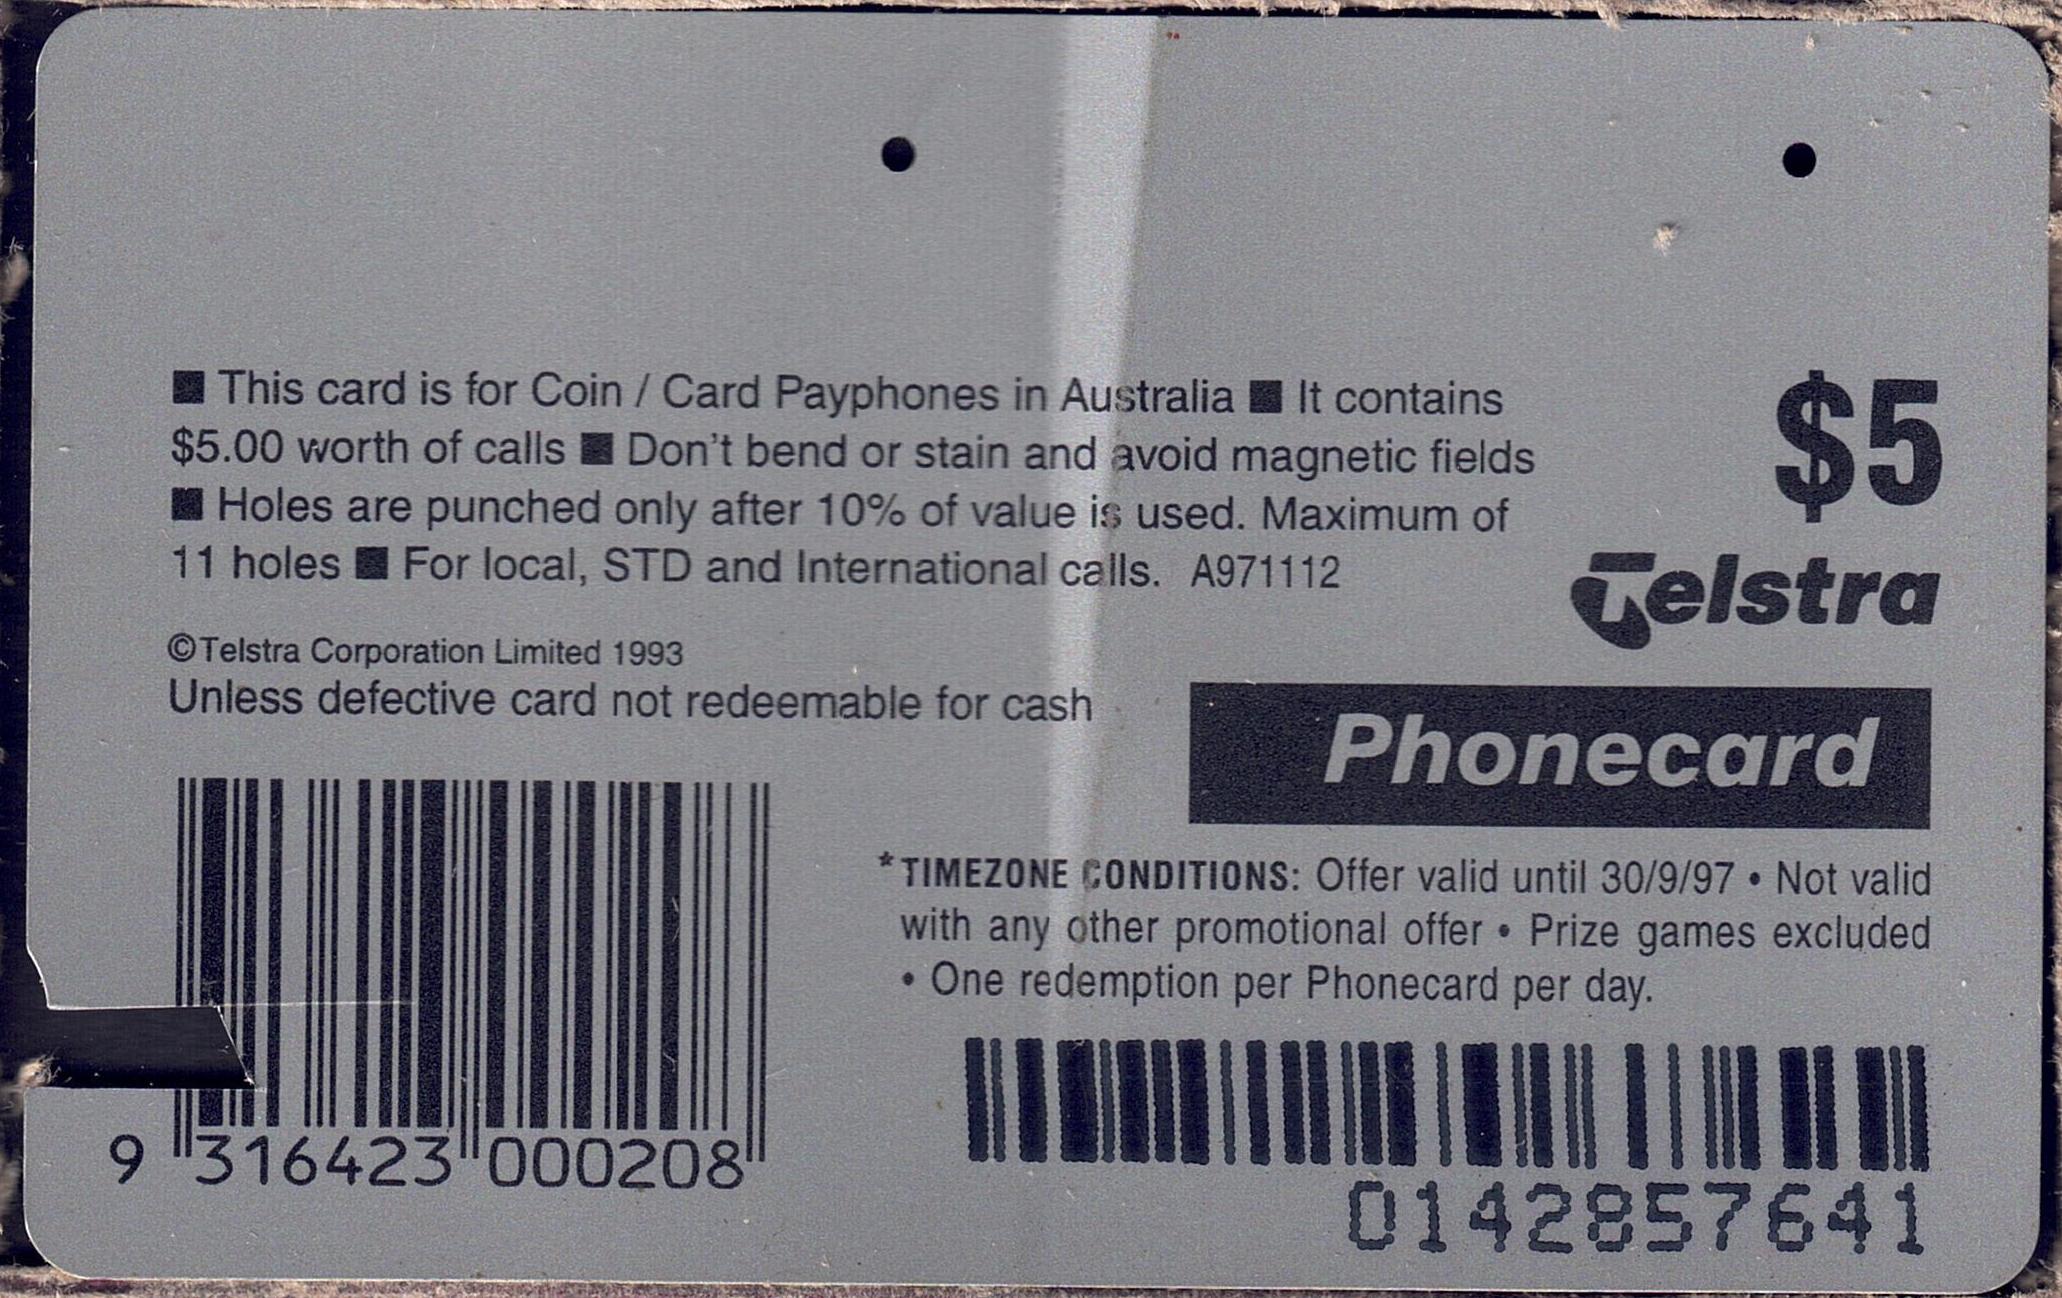 ■ This card is for Coin / Card Payphones in Australia ■ It contains
$5.00 worth of calls ■ Don't bend or stain and avoid magnetic fields
■ Holes are punched only after 10% of value is used. Maximum of
11 holes ■ For local, STD and International calls. A971112
$5
Telstra
©Telstra Corporation Limited 1993
Unless defective card not redeemable for cash
Phonecard
*TIMEZONE CONDITIONS: Offer valid until 30/9/97 • Not valid
with any other promotional offer • Prize games excluded
• One redemption per Phonecard per day.
9 316423 000208
0142857641